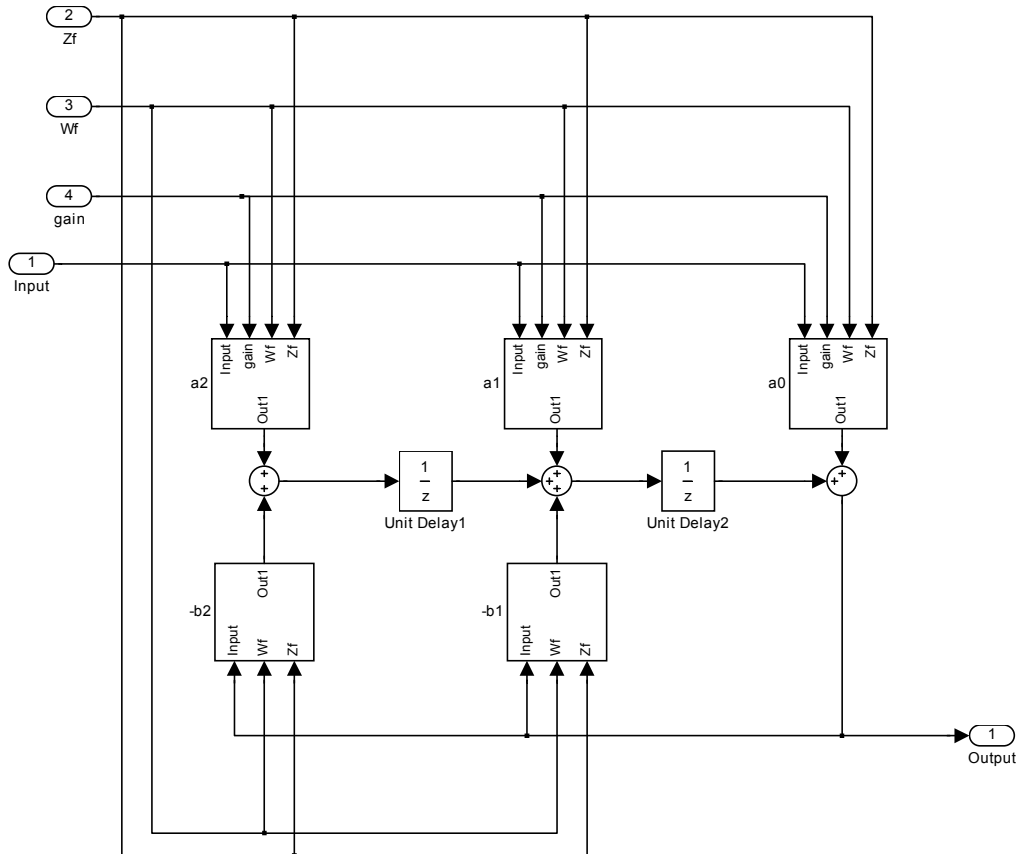 2
Zf
3
Wf
4
gain
1
Input
Input
gain
Wf
Zf
Out1
a2
Input
gain
Wf
Zf
Out1
a1
Input
gain
Wf
Zf
Out1
a0
+
+
1
z
Unit Delay1
+
+
+
1
z
Unit Delay2
+
+
Out1
-b2
Input
Wf
Zf
Out1
-b1
Input
Wf
Zf
1
Output